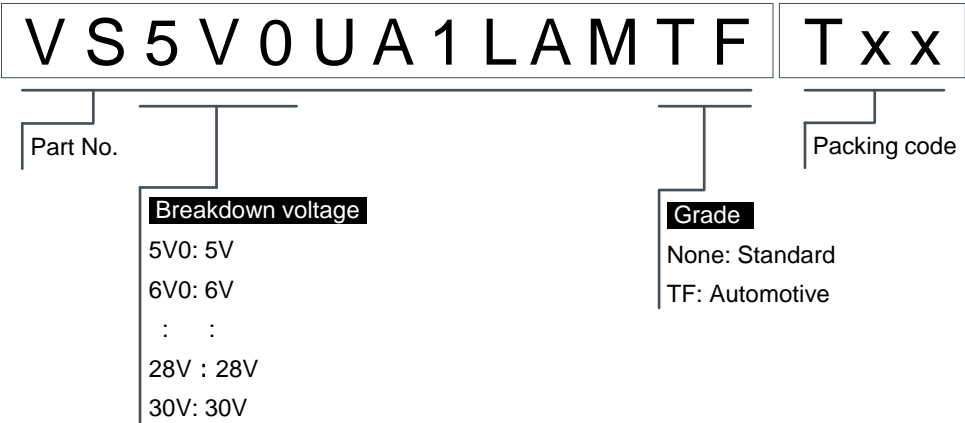 VS5V0UA1LAMTF Txx
Part No.
Packing code
Breakdown voltage
5V0: 5V
6V0: 6V
: :
28V : 28V
30V: 30V
Grade
None: Standard
TF: Automotive